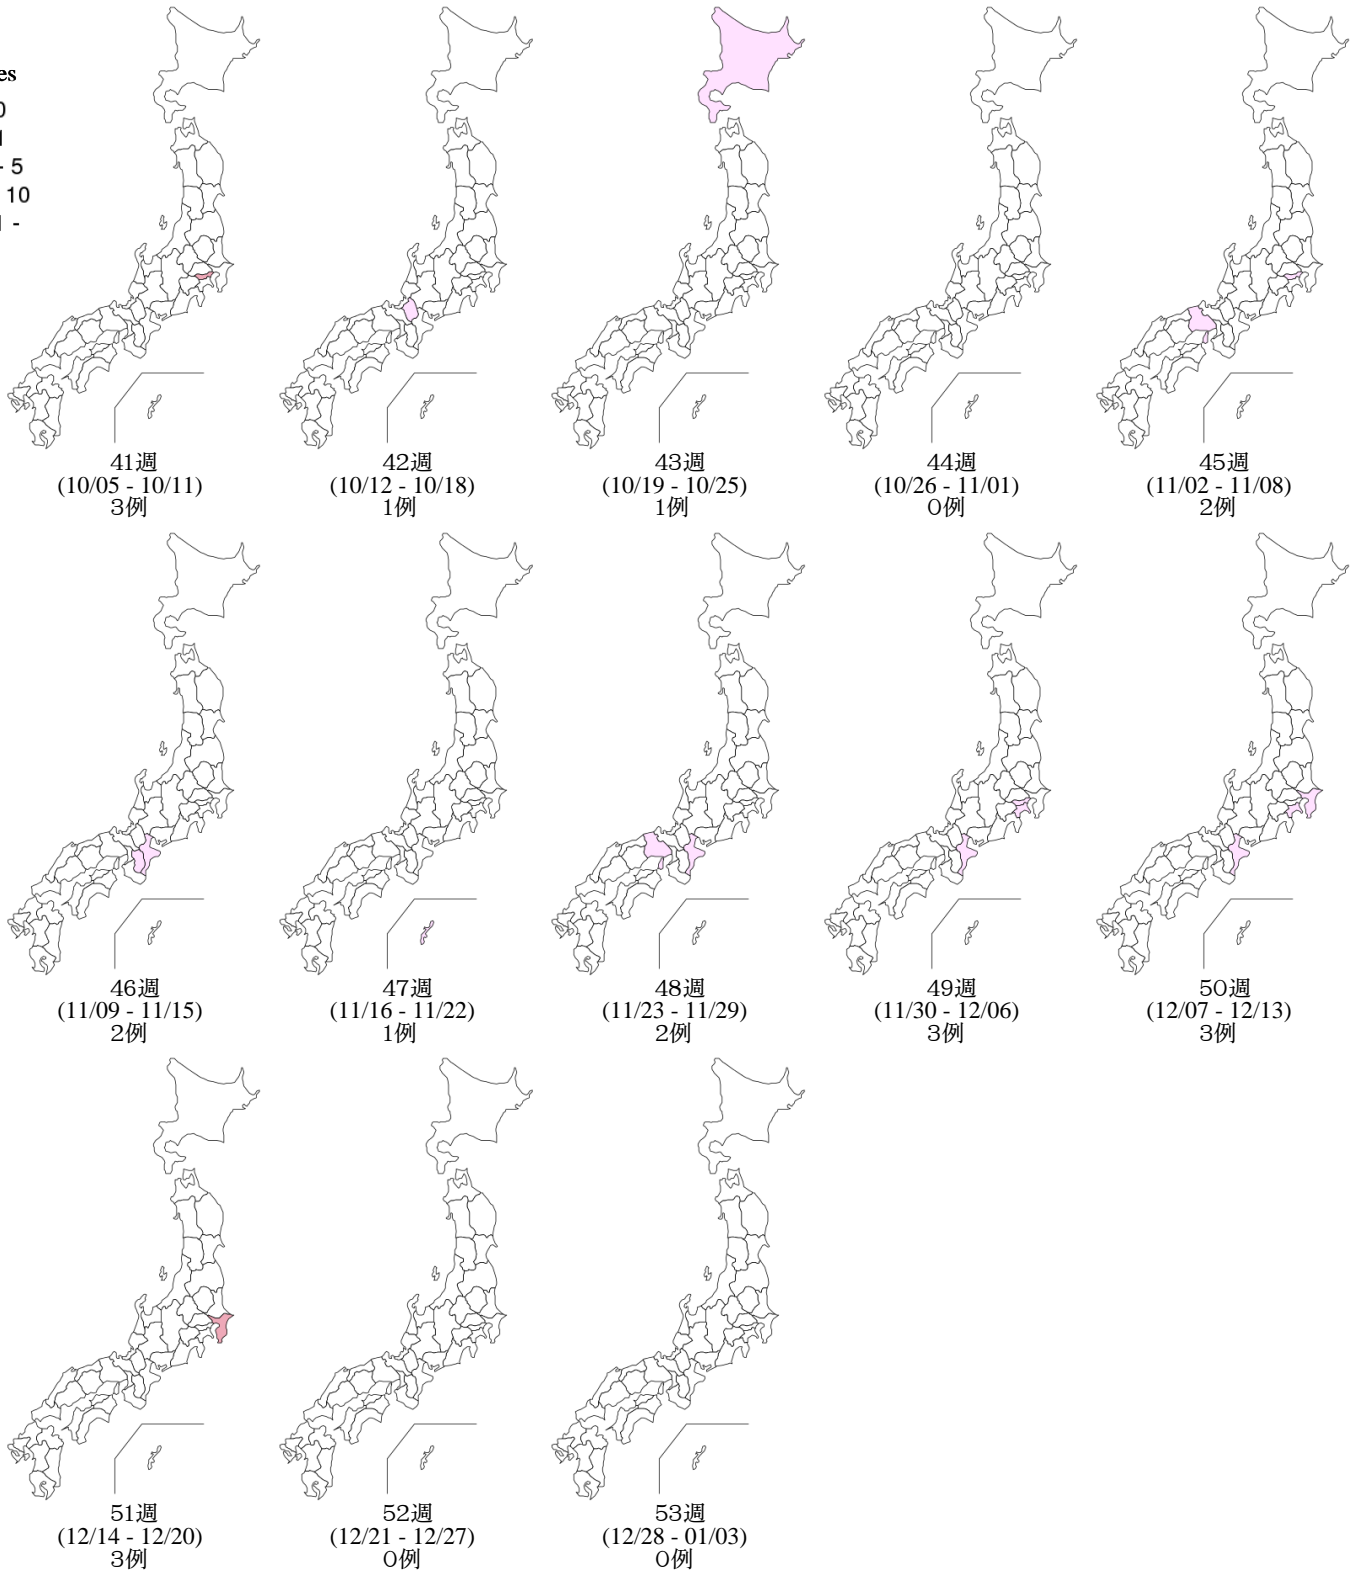 es
0
1
- 5
10
1 -
41週
(10/05 - 10/11)
3例
42週
(10/12 - 10/18)
1例
43週
(10/19 - 10/25)
1例
44週
(10/26 - 11/01)
0例
45週
(11/02 - 11/08)
2例
46週
(11/09 - 11/15)
2例
47週
(11/16 - 11/22)
1例
48週
(11/23 - 11/29)
2例
49週
(11/30 - 12/06)
3例
50週
(12/07 - 12/13)
3例
51週
(12/14 - 12/20)
3例
52週
(12/21 - 12/27)
0例
53週
(12/28 - 01/03)
0例